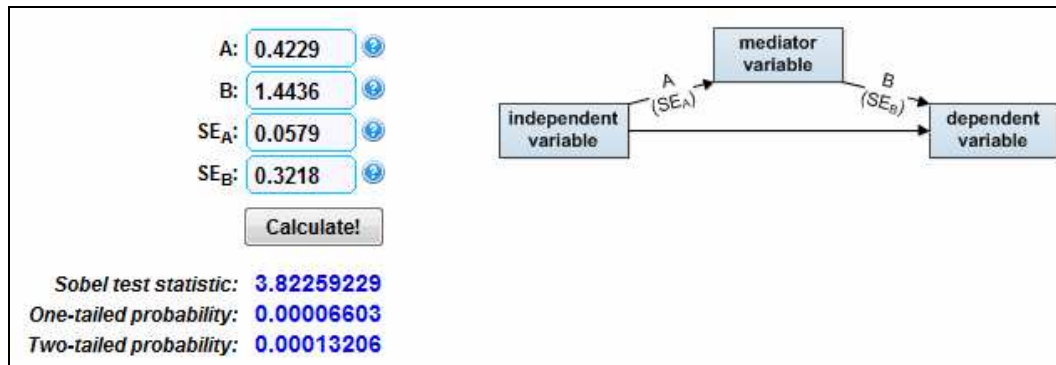 A: 0.4229
B: 1.4436
SEA: 0.0579
SEB: 0.3218
Calculate!
Sobel test statistic: 3.82259229
One-tailed probability: 0.00006603
Two-tailed probability: 0.00013206
mediator
variable
A
(SEA)
B
(SEB)
independent
variable
dependent
variable